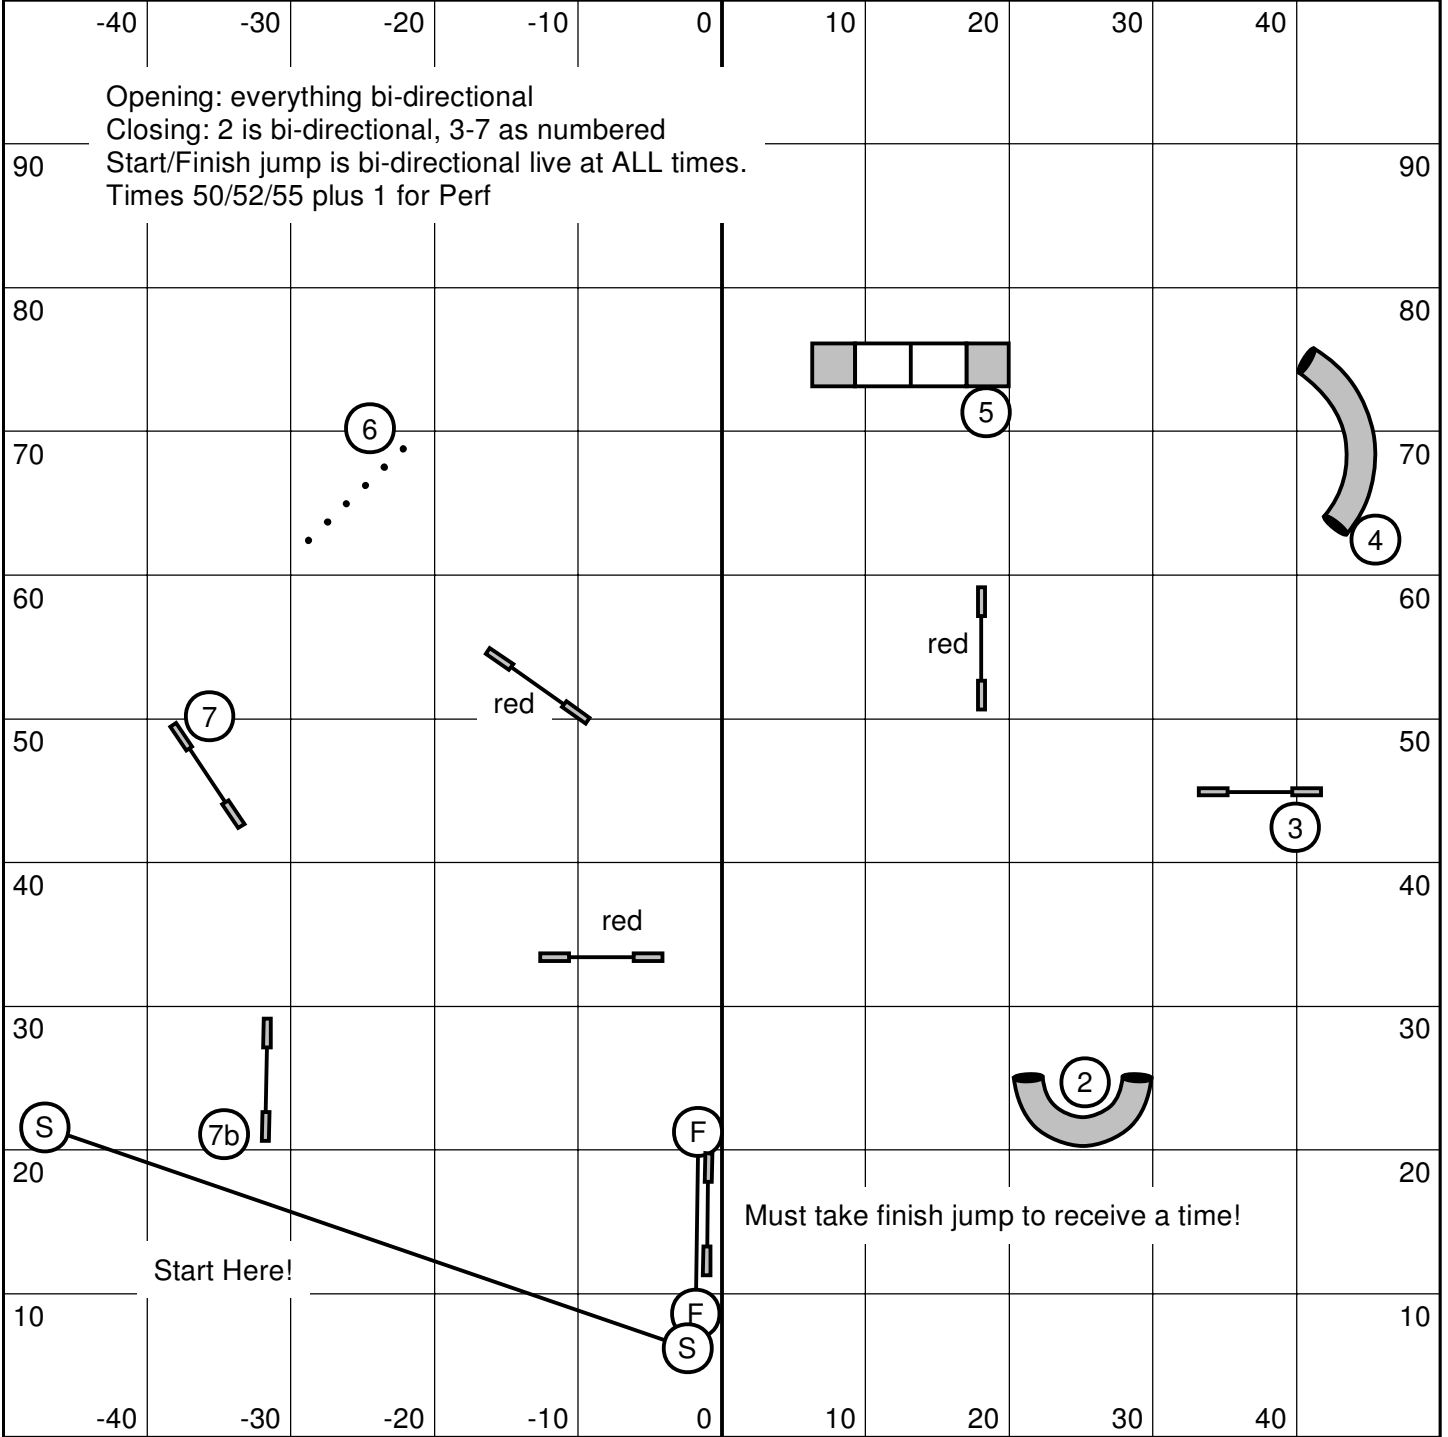 -40 -30 -20 -10 0 10 20 30 40
Opening: everything bi-directional
Closing: 2 is bi-directional, 3-7 as numbered
Start/Finish jump is bi-directional live at ALL times.
Times 50/52/55 plus 1 for Perf
90 90
80 80
5
6
70 70
4
60 60
red
red
7
50 50
3
40 40
red
30 30
2
S 7b F
20 20
Must take finish jump to receive a time!
Start Here!
F
10 10
S
-40 -30 -20 -10 0 10 20 30 40